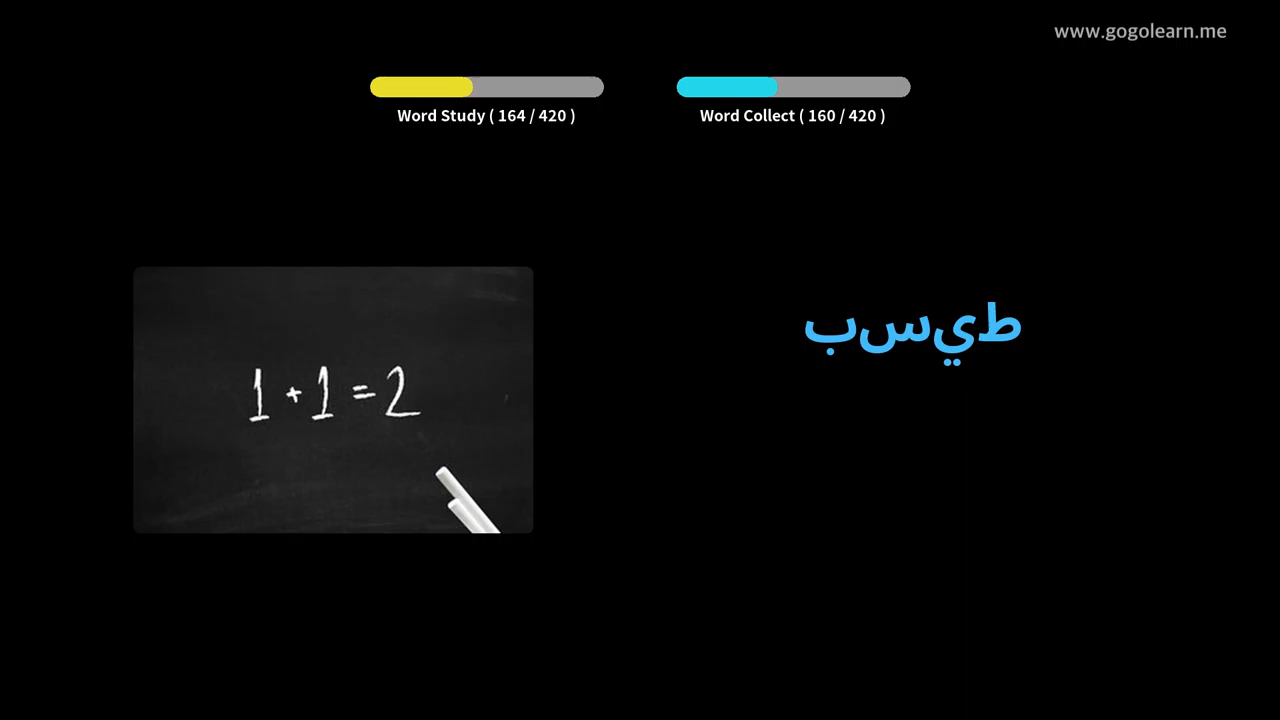 www.gogolearn.me
Word Study ( 164 / 420 )
Word Collect ( 160 / 420 )
1 + 1 = 2
بسيط